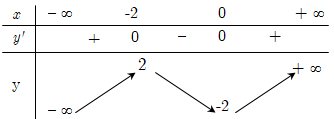 x − ∞ -2 0 + ∞
y′ + 0 − 0 +
2 + ∞
y
− ∞ -2